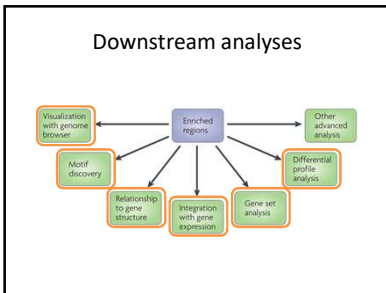 Downstream analyses
Visualization
with genome
browser
Enriched
regions
Other
advanced
analysis
Motif
discovery
Differential
profile
analysis
Relationship
to gene
structure
Integration
with gene
expression
Gene set
analysis